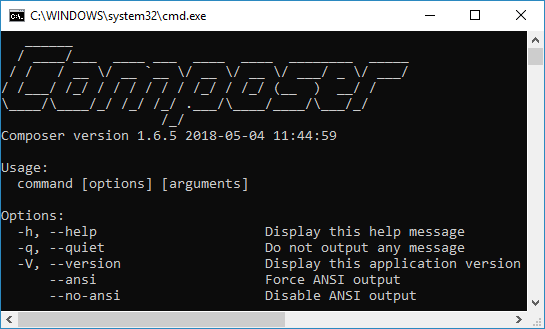 C:\WINDOWS\system32\cmd.exe
Composer
Composer version 1.6.5 2018-05-04 11:44:59
Usage:
  command [options] [arguments]
Options:
  -h, --help                     Display this help message
  -q, --quiet                    Do not output any message
  -V, --version                  Display this application version
      --ansi                     Force ANSI output
      --no-ansi                  Disable ANSI output